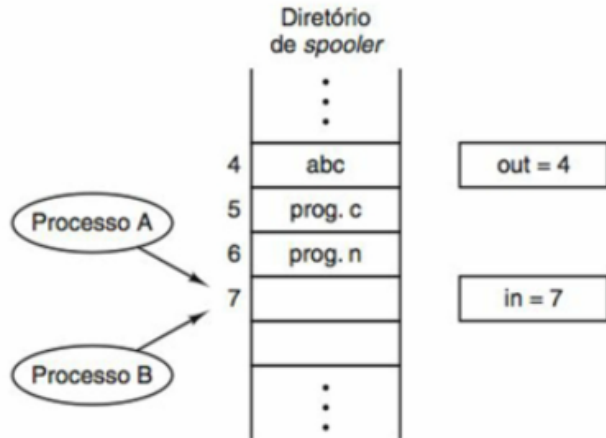 Diretório
de spooler
4 abc out = 4
Processo A
5 prog. c
6 prog. n
7 in = 7
Processo B